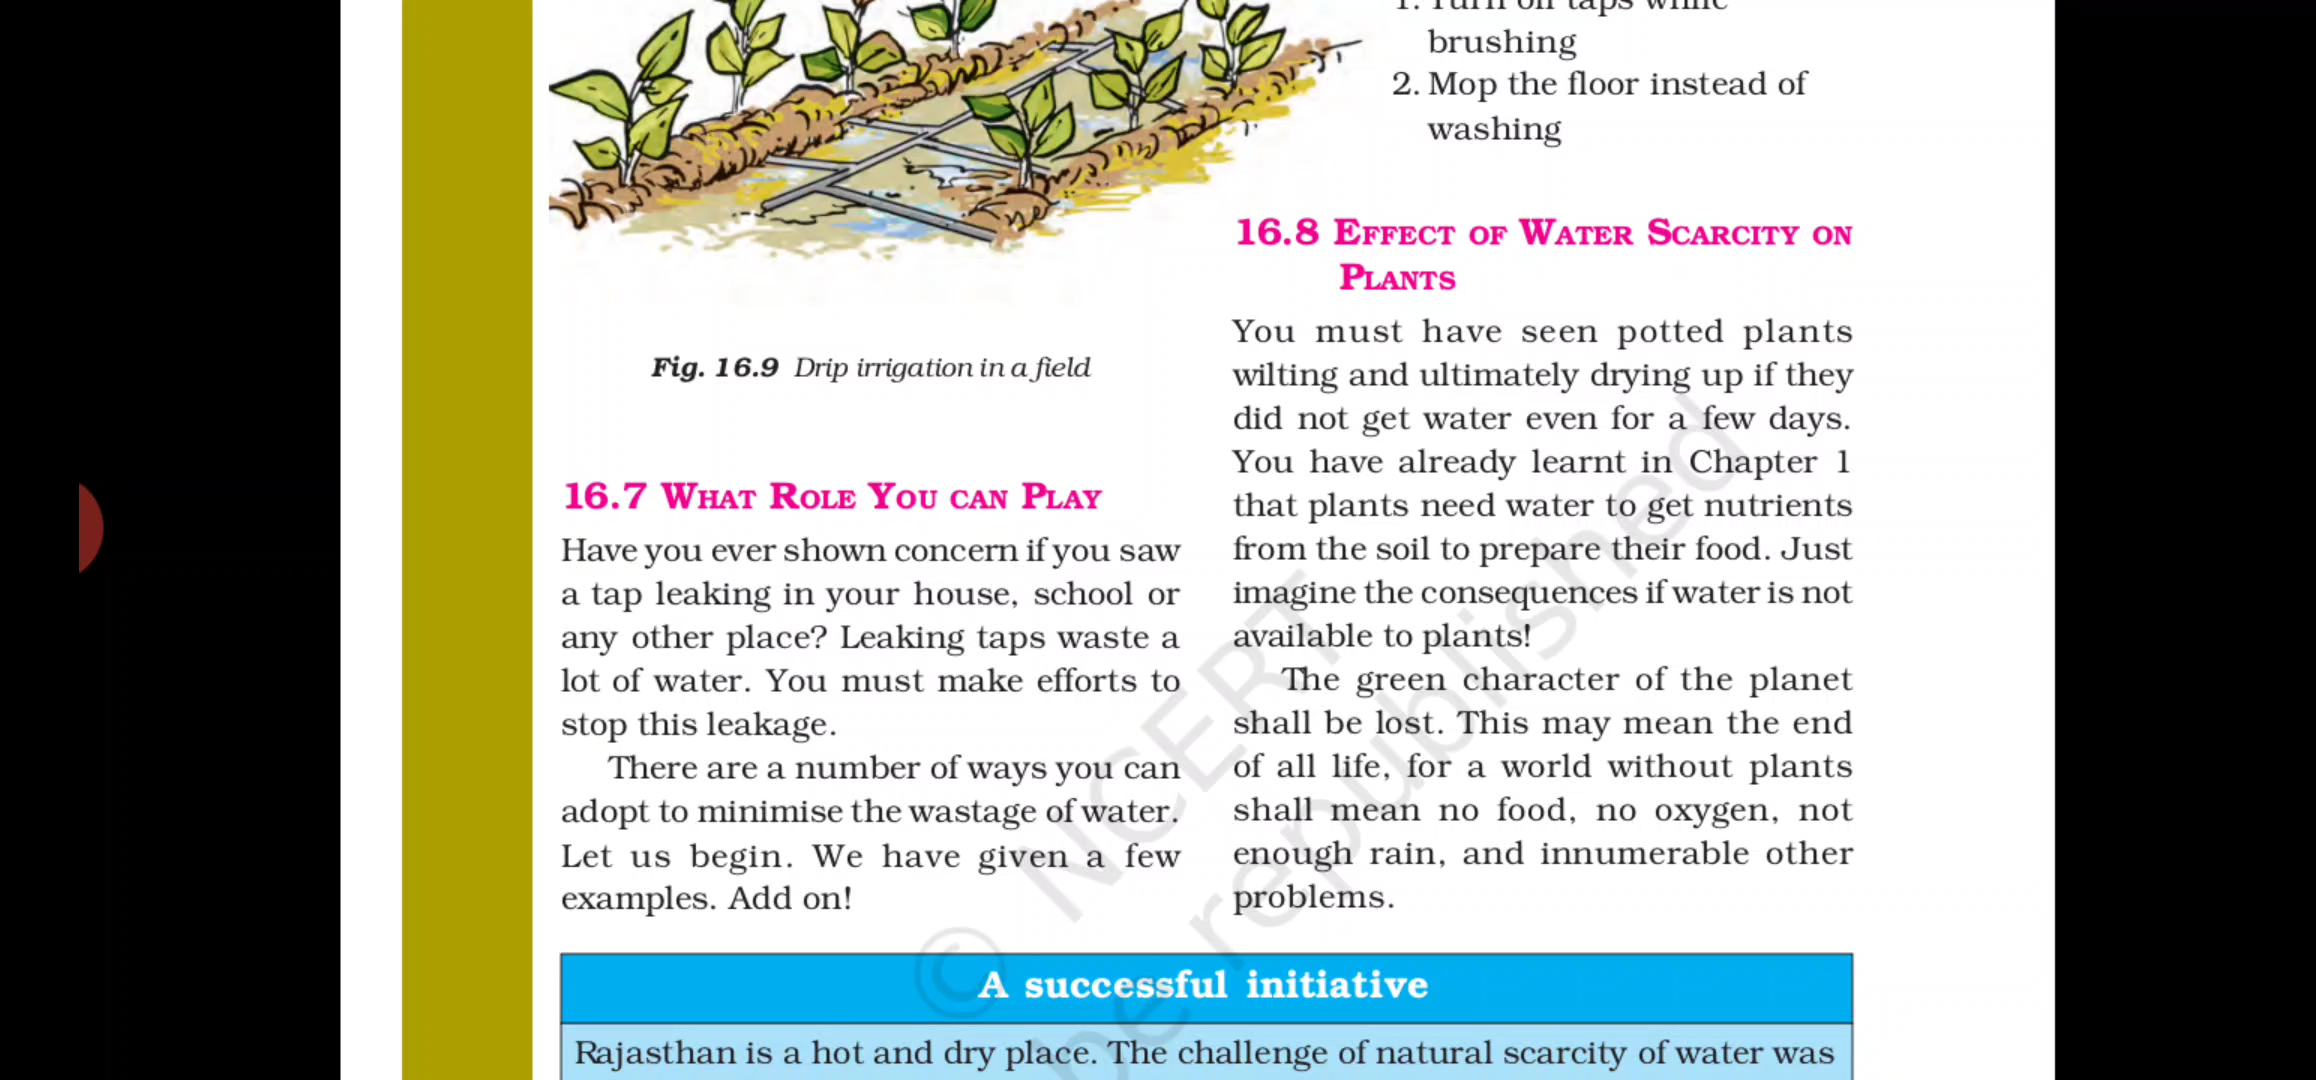 Fig. 16.9 Drip irrigation in a field
16.7 WHAT ROLE YOU CAN PLAY
Have you ever shown concern if you saw
a tap leaking in your house, school or
any other place? Leaking taps waste a
lot of water. You must make efforts to
stop this leakage.
There are a number of ways you can
adopt to minimise the wastage of water.
Let us begin. We have given a few
examples. Add on!
1. Turn off taps while
brushing
2. Mop the floor instead of
washing
16.8 EFFECT OF WATER SCARCITY ON
PLANTS
You must have seen potted plants
wilting and ultimately drying up if they
did not get water even for a few days.
You have already learnt in Chapter 1
that plants need water to get nutrients
from the soil to prepare their food. Just
imagine the consequences if water is not
available to plants!
The green character of the planet
shall be lost. This may mean the end
of all life, for a world without plants
shall mean no food, no oxygen, not
enough rain, and innumerable other
problems.
A successful initiative
Rajasthan is a hot and dry place. The challenge of natural scarcity of water was
© NCERT
be republished